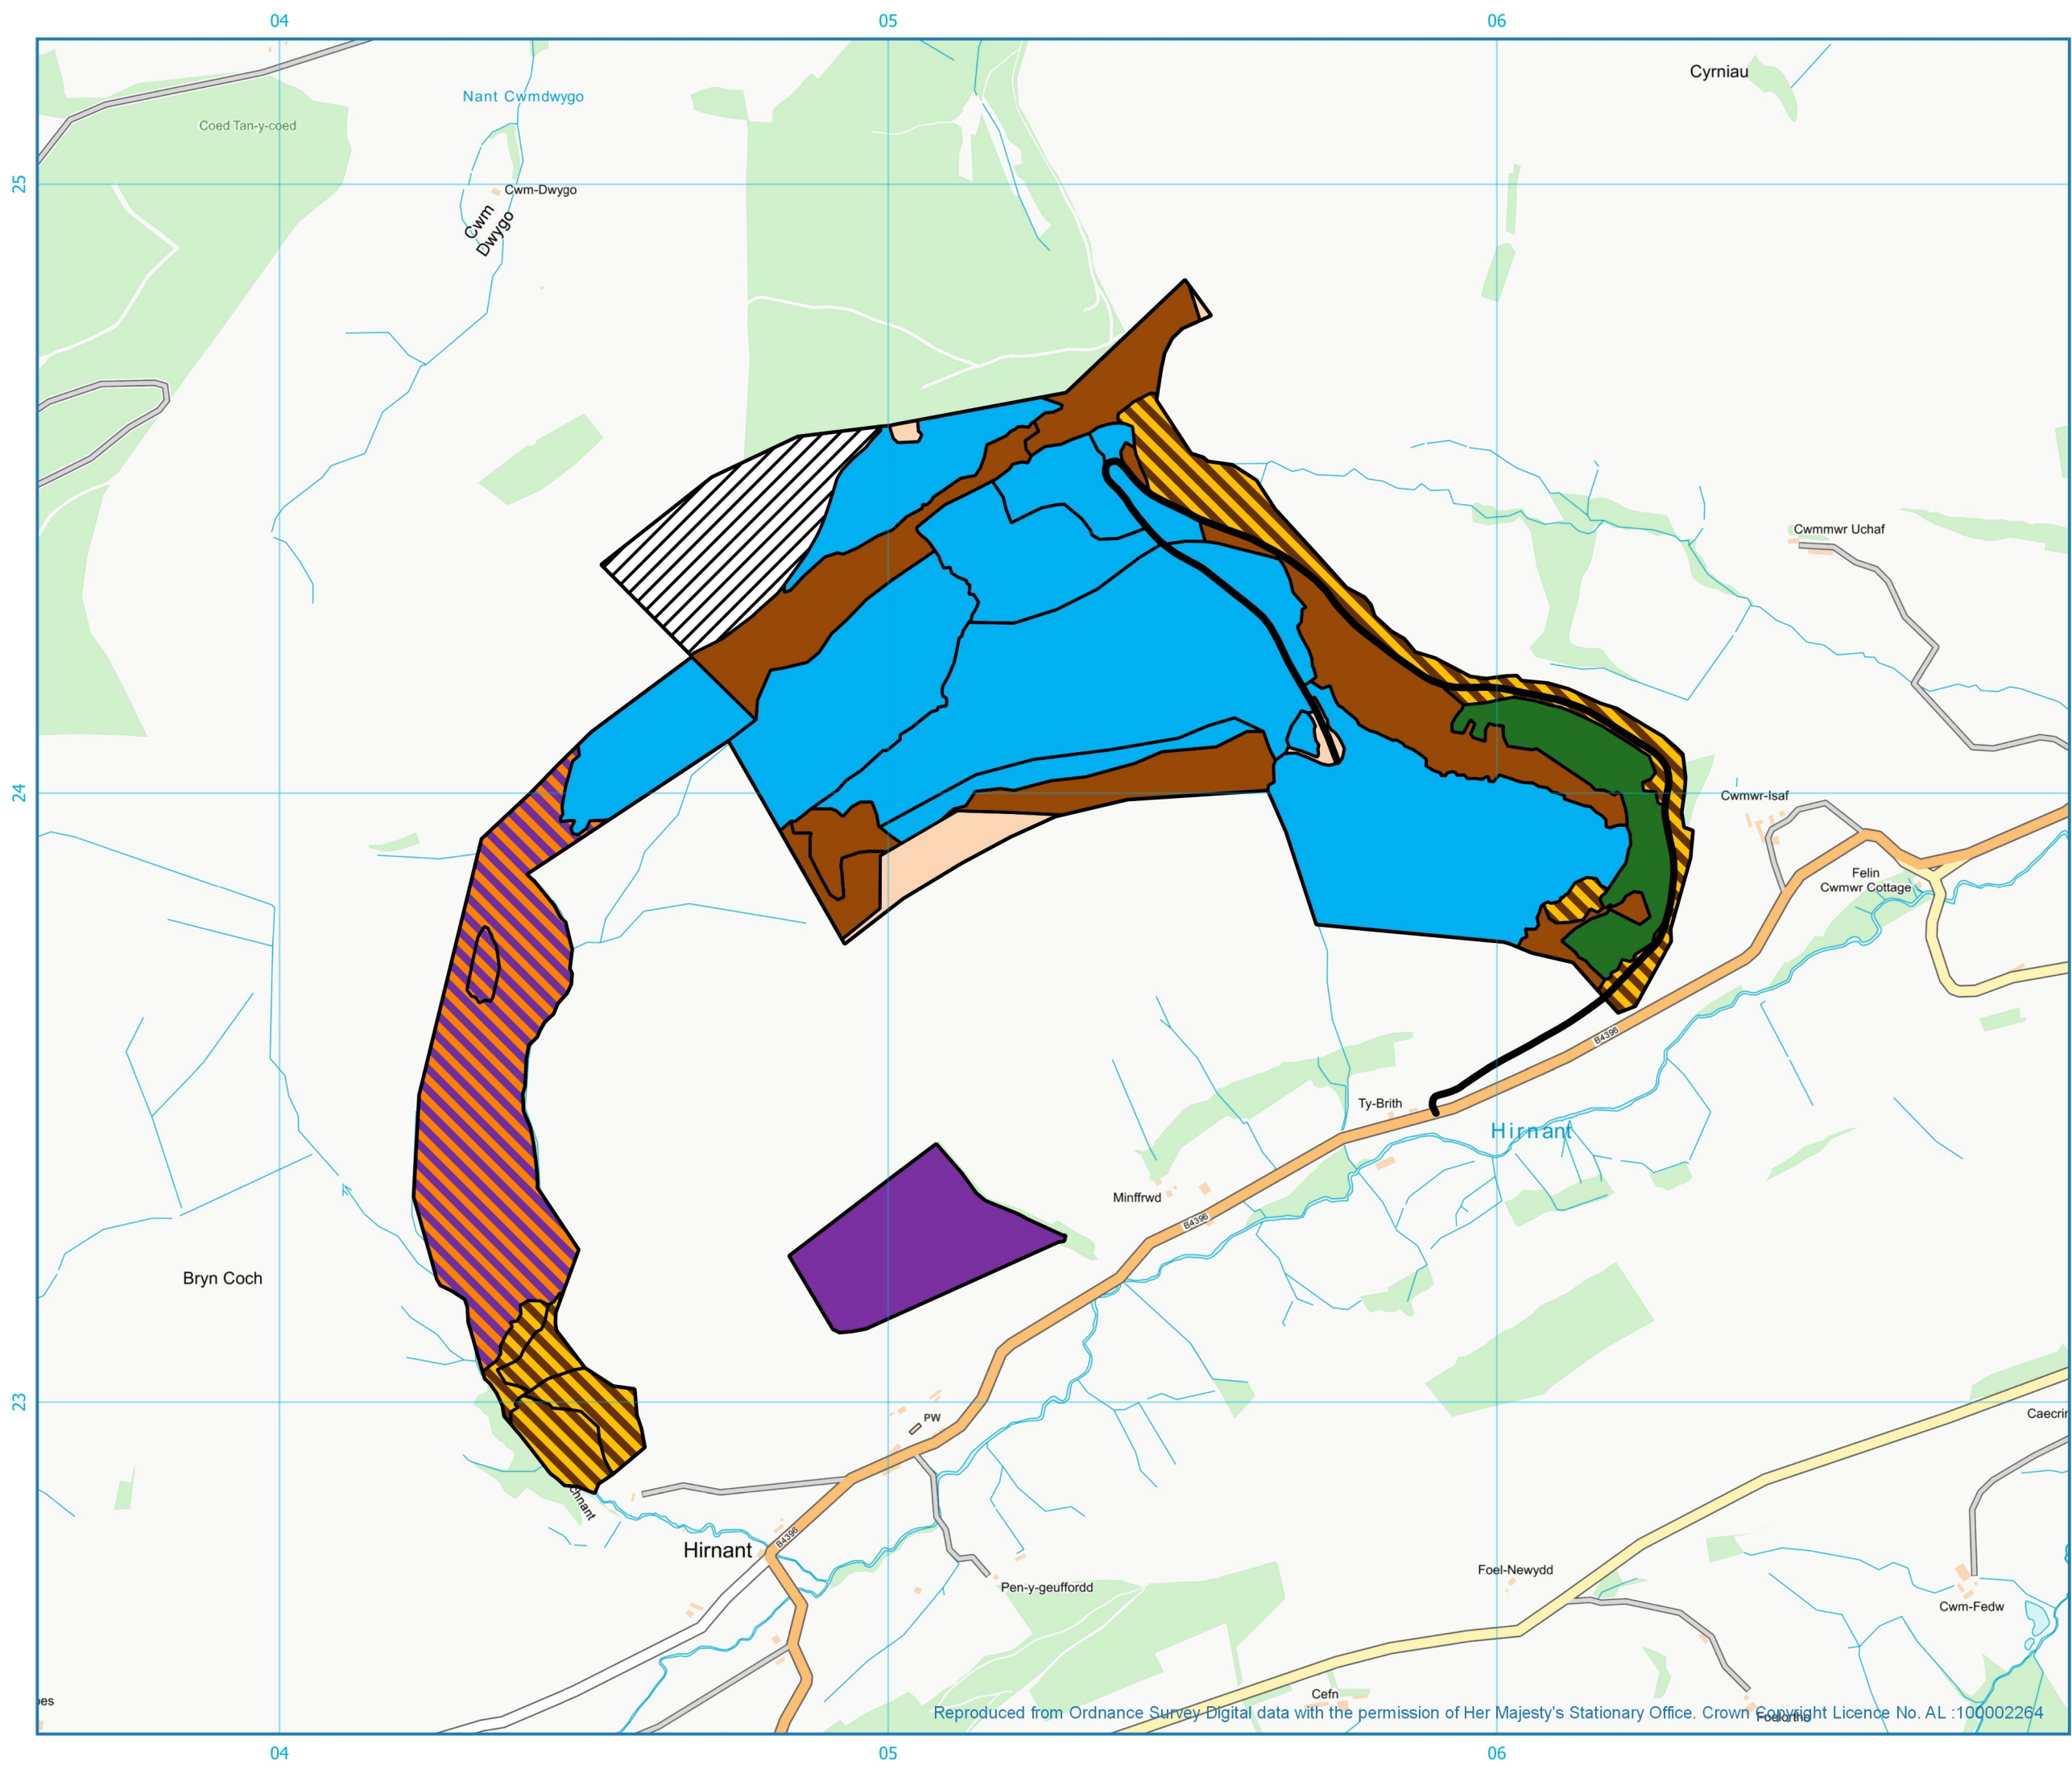 04 05 06
Cyrniau
Nant Cwmdwygo
Coed Tan-y-coed
25
Cwm-Dwygo
Cwm
Dwygo
Cwmmwr Uchaf
24
Cwmwr-Isaf
Felin
Cwmwr Cottage
B4396
Ty-Brith
Hirnant
Minffrwd
B4396
Bryn Coch
23
PW
Caecrir
chnant
B4396
Hirnant
Pen-y-geuffordd
Foel-Newydd
Cwm-Fedw
Cefn
Reproduced from Ordnance Survey Digital data with the permission of Her Majesty's Stationary Office. Crown Copyright Licence No. AL :100002264
04 05 06